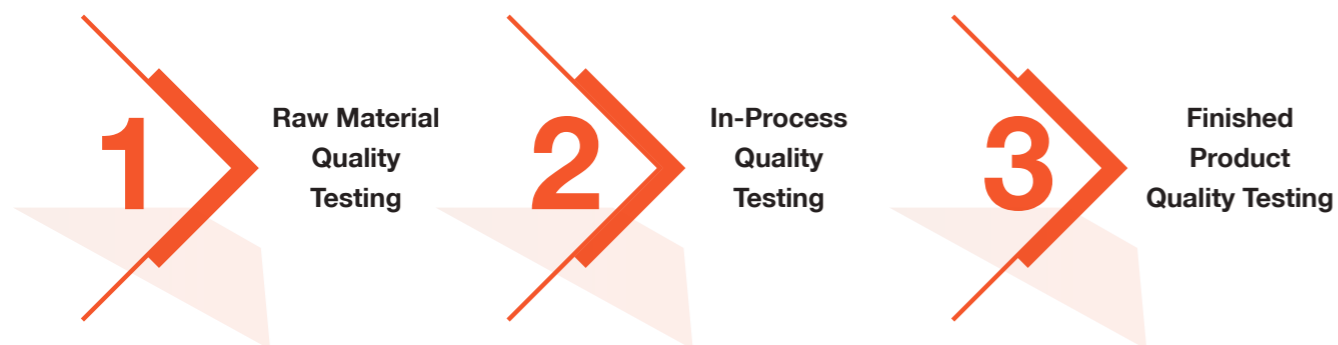 1
Raw Material
Quality
Testing
2
In-Process
Quality
Testing
3
Finished
Product
Quality Testing